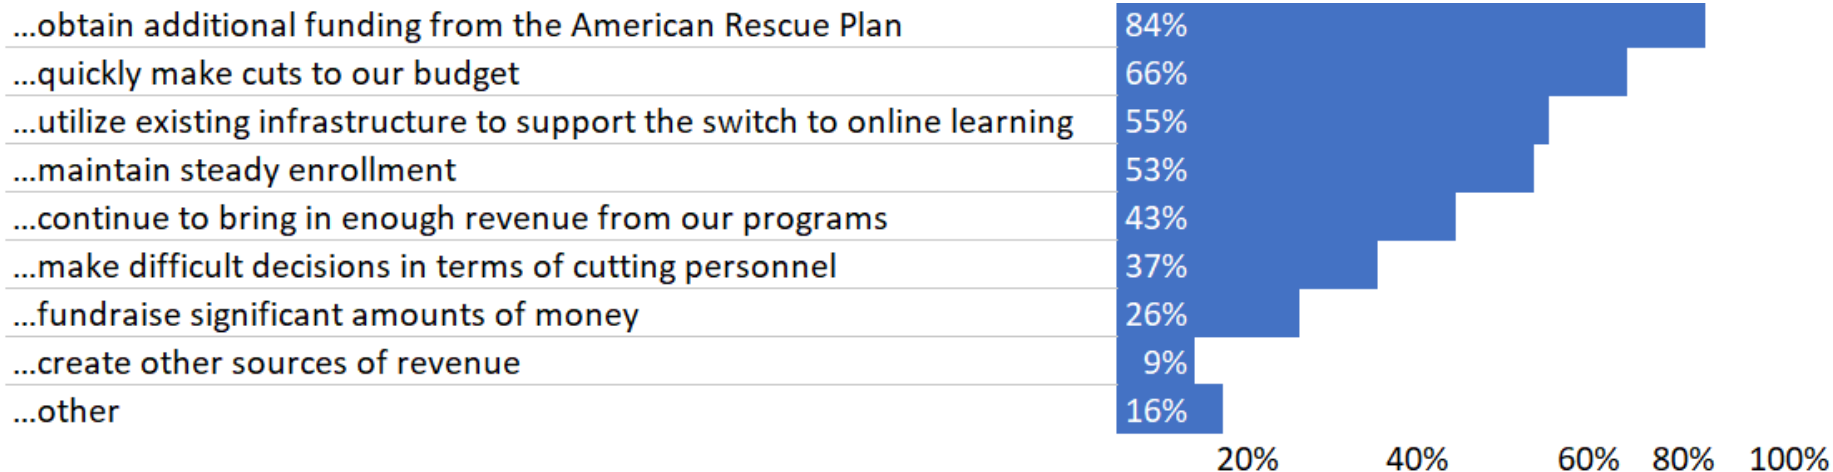 ...obtain additional funding from the American Rescue Plan 84%
...quickly make cuts to our budget 66%
...utilize existing infrastructure to support the switch to online learning 55%
...maintain steady enrollment 53%
...continue to bring in enough revenue from our programs 43%
...make difficult decisions in terms of cutting personnel 37%
...fundraise significant amounts of money 26%
...create other sources of revenue 9%
...other 16%
20% 40% 60% 80% 100%